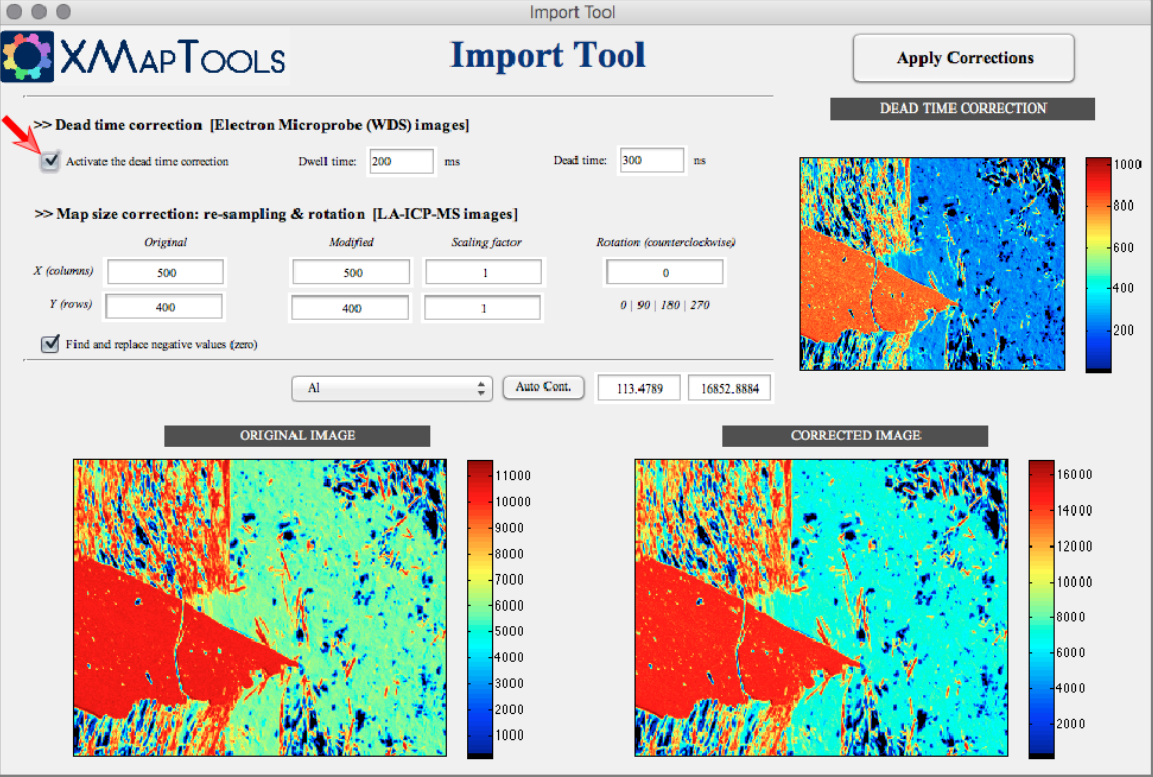 Import Tool
XMapTools
Import Tool
Apply Corrections
DEAD TIME CORRECTION
>> Dead time correction [Electron Microprobe (WDS) images]
Activate the dead time correction Dwell time: 200 ms Dead time: 300 ns
>> Map size correction: re-sampling & rotation [LA-ICP-MS images]
Original Modified Scaling factor Rotation (counterclockwise)
X (columns) 500 500 1 0
Y (rows) 400 400 1 0 | 90 | 180 | 270
Find and replace negative values (zero)
1000
800
600
400
200
Al Auto Cont. 113.4789 16852.8884
ORIGINAL IMAGE
11000
10000
9000
8000
7000
6000
5000
4000
3000
2000
1000
CORRECTED IMAGE
16000
14000
12000
10000
8000
6000
4000
2000